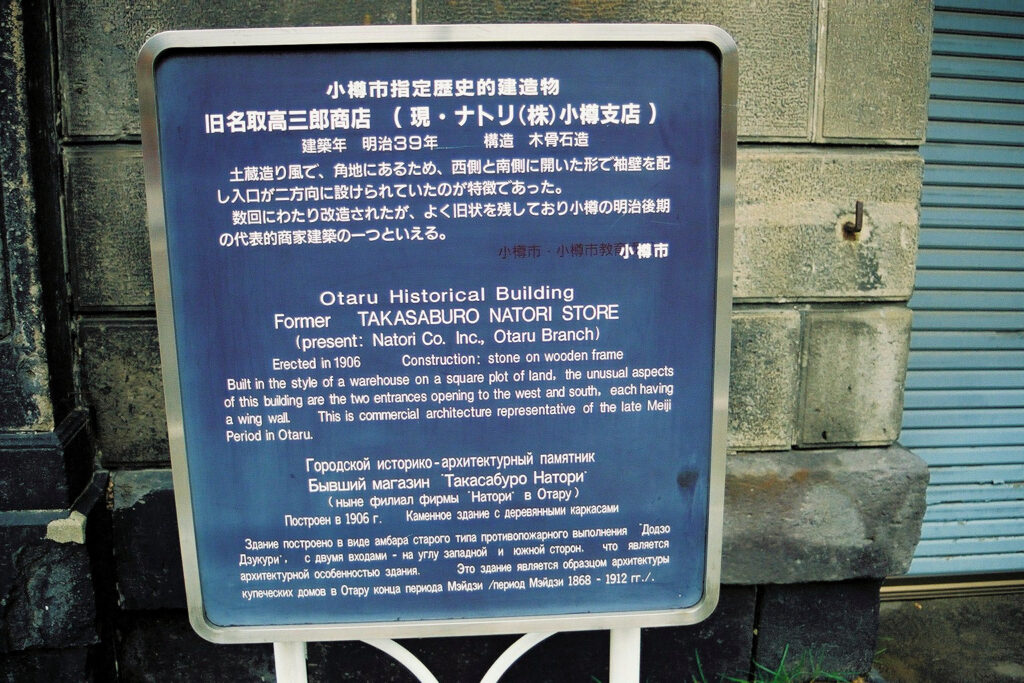 小樽市指定歴史的建造物
旧名取高三郎商店 （現・ナトリ(株)小樽支店）
建築年 明治39年 構造 木骨石造
土蔵造り風で、角地にあるため、西側と南側に開いた形で袖壁を配
し入口が二方向に設けられていたのが特徴であった。
数回にわたり改造されたが、よく旧状を残しており小樽の明治後期
の代表的商家建築の一つといえる。
小樽市・小樽市教育 小樽市
Otaru Historical Building
Former TAKASABURO NATORI STORE
(present: Natori Co. Inc., Otaru Branch)
Erected in 1906 Construction: stone on wooden frame
Built in the style of a warehouse on a square plot of land, the unusual aspects
of this building are the two entrances opening to the west and south, each having
a wing wall. This is commercial architecture representative of the late Meiji
Period in Otaru.
Городской историко-архитектурный памятник
Бывший магазин "Такасабуро Натори"
(ныне филиал фирмы "Натори" в Отару)
Построен в 1906 г. Каменное здание с деревянными каркасами
Здание построено в виде амбара старого типа противопожарного выполнения "Додзо
Дзукури", с двумя входами - на углу западной и южной сторон, что является
архитектурной особенностью здания. Это здание является образцом архитектуры
купеческих домов в Отару конца периода Мэйдзи /период Мэйдзи 1868 - 1912 гг./.